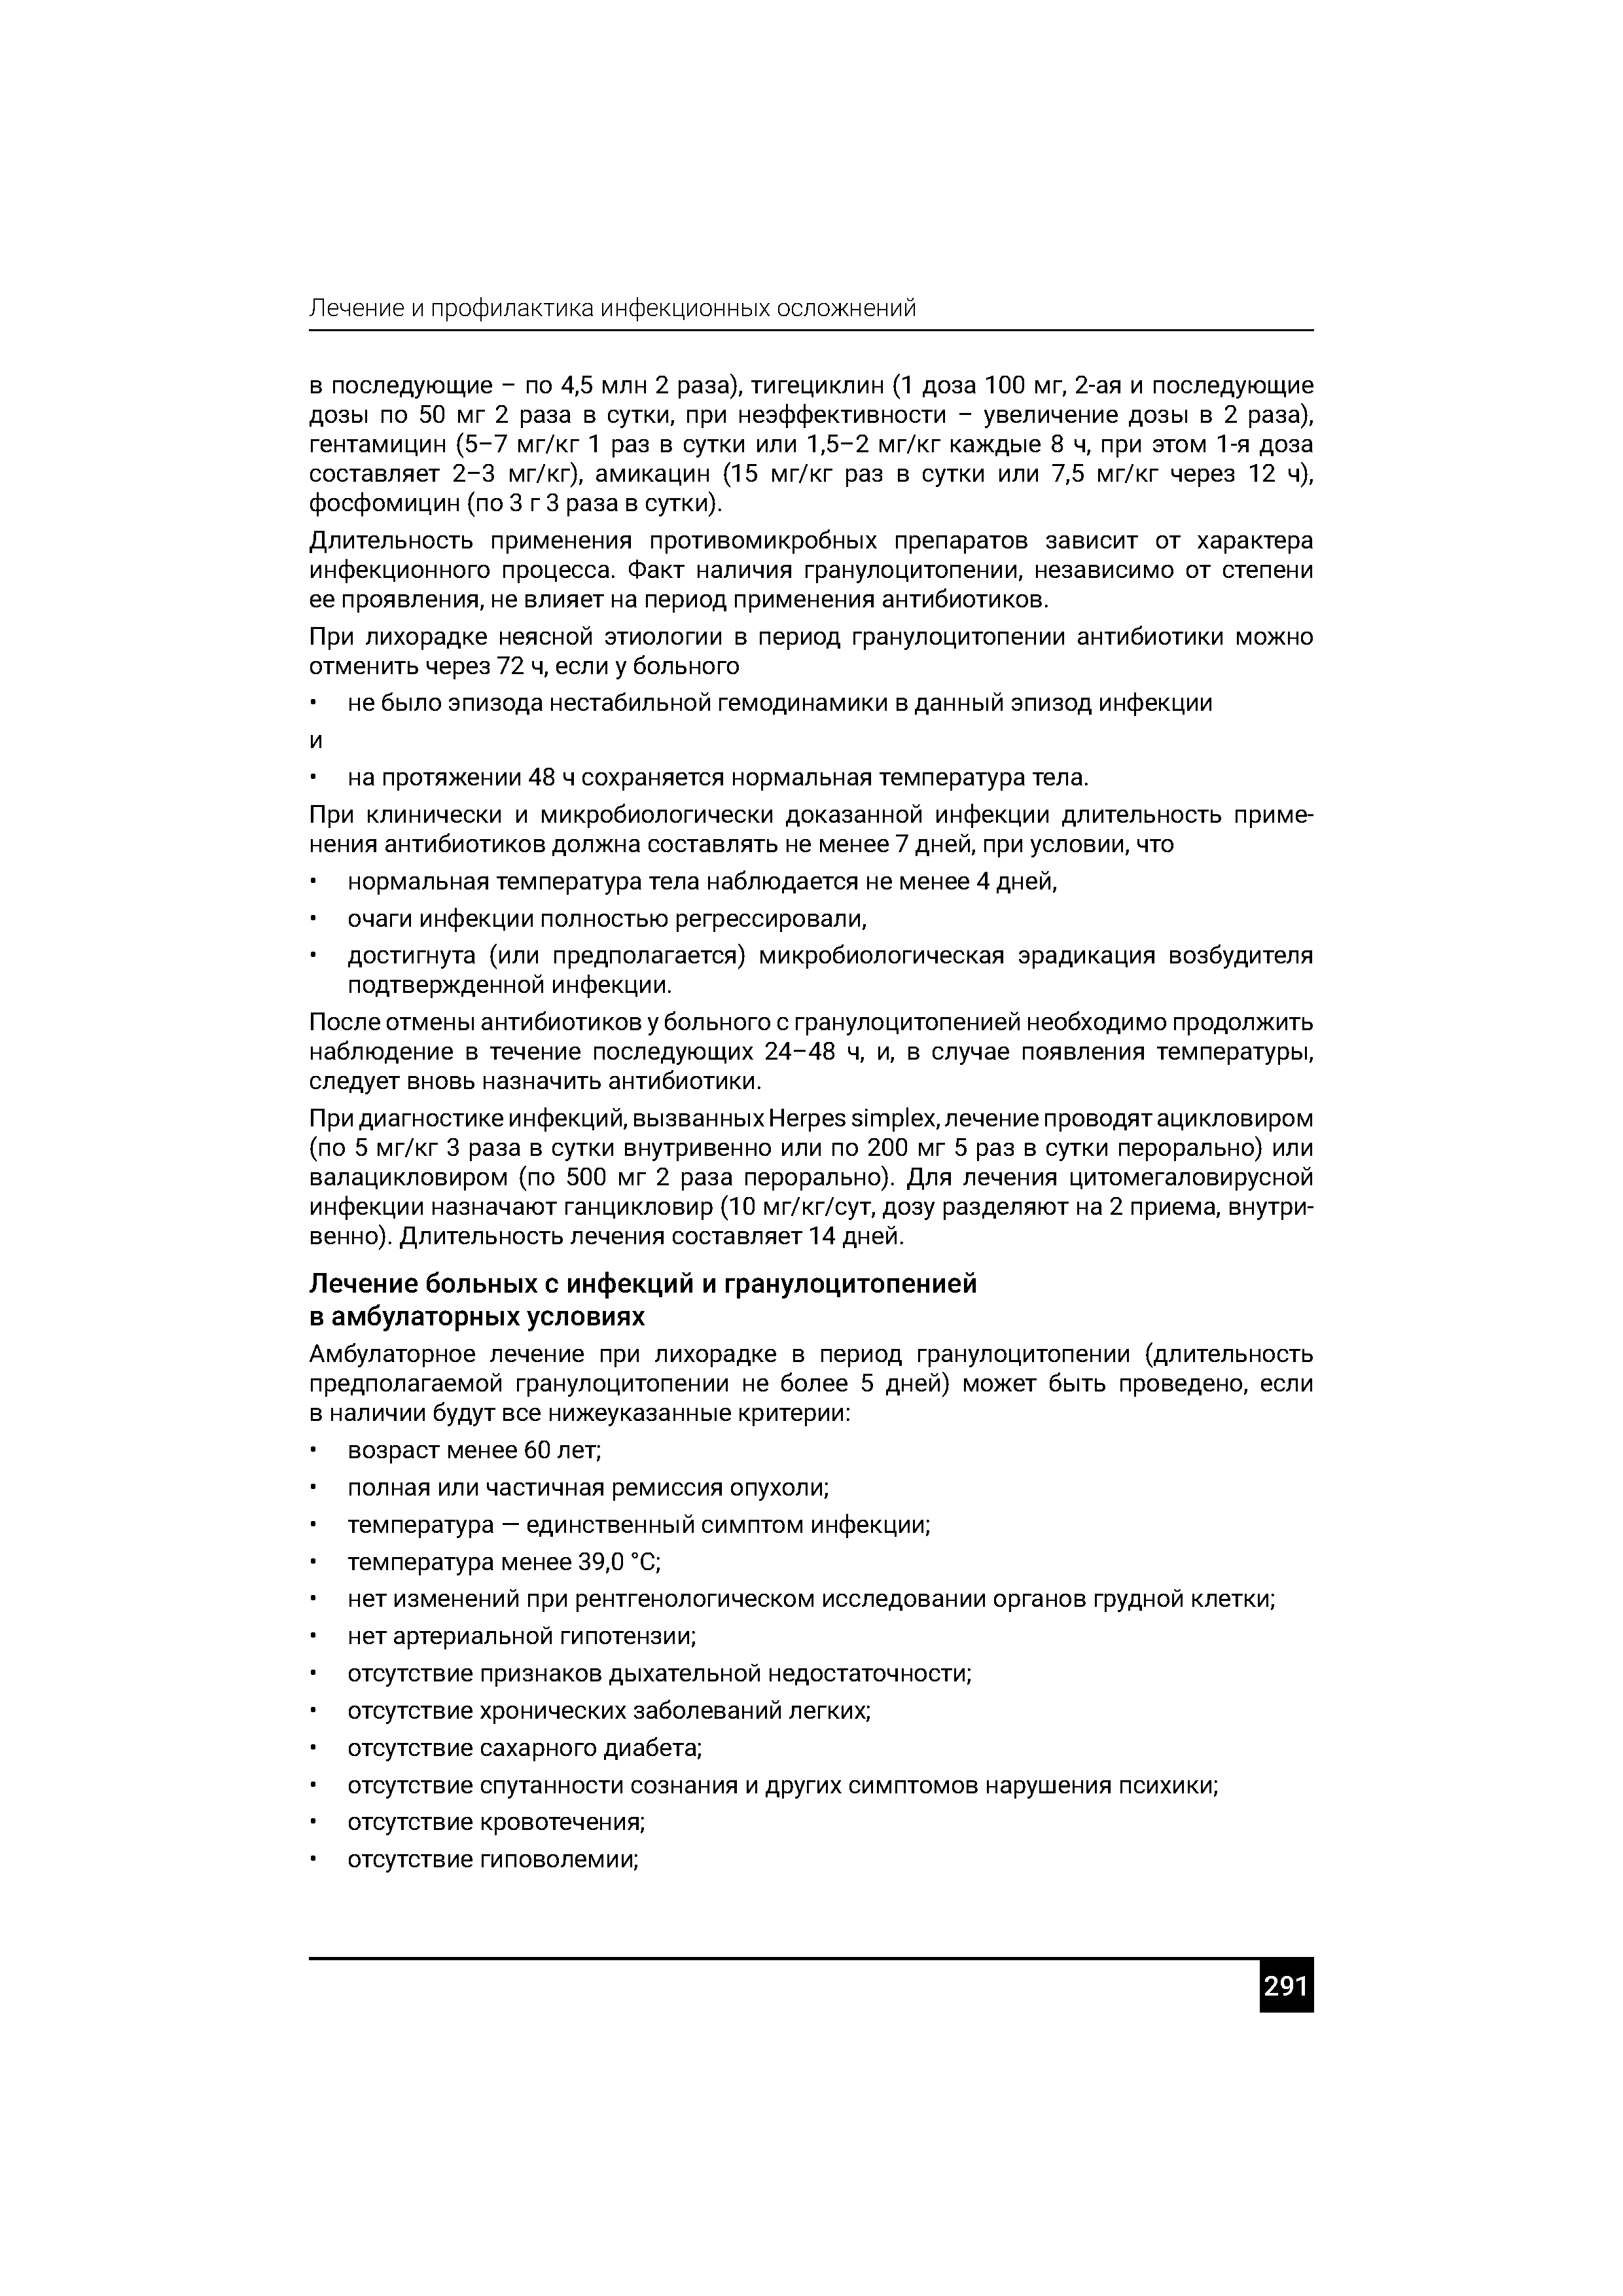 Лечение и профилактика инфекционных осложнений
в последующие – по 4,5 млн 2 раза), тигециклин (1 доза 100 мг, 2-ая и последующие
дозы по 50 мг 2 раза в сутки, при неэффективности – увеличение дозы в 2 раза),
гентамицин (5–7 мг/кг 1 раз в сутки или 1,5–2 мг/кг каждые 8 ч, при этом 1-я доза
составляет 2–3 мг/кг), амикацин (15 мг/кг раз в сутки или 7,5 мг/кг через 12 ч),
фосфомицин (по 3 г 3 раза в сутки).
Длительность применения противомикробных препаратов зависит от характера
инфекционного процесса. Факт наличия гранулоцитопении, независимо от степени
ее проявления, не влияет на период применения антибиотиков.
При лихорадке неясной этиологии в период гранулоцитопении антибиотики можно
отменить через 72 ч, если у больного
• не было эпизода нестабильной гемодинамики в данный эпизод инфекции
и
• на протяжении 48 ч сохраняется нормальная температура тела.
При клинически и микробиологически доказанной инфекции длительность приме-
нения антибиотиков должна составлять не менее 7 дней, при условии, что
• нормальная температура тела наблюдается не менее 4 дней,
• очаги инфекции полностью регрессировали,
• достигнута (или предполагается) микробиологическая эрадикация возбудителя
подтвержденной инфекции.
После отмены антибиотиков у больного с гранулоцитопенией необходимо продолжить
наблюдение в течение последующих 24–48 ч, и, в случае появления температуры,
следует вновь назначить антибиотики.
При диагностике инфекций, вызванных Herpes simplex, лечение проводят ацикловиром
(по 5 мг/кг 3 раза в сутки внутривенно или по 200 мг 5 раз в сутки перорально) или
валацикловиром (по 500 мг 2 раза перорально). Для лечения цитомегаловирусной
инфекции назначают ганцикловир (10 мг/кг/сут, дозу разделяют на 2 приема, внутри-
венно). Длительность лечения составляет 14 дней.
Лечение больных с инфекций и гранулоцитопенией
в амбулаторных условиях
Амбулаторное лечение при лихорадке в период гранулоцитопении (длительность
предполагаемой гранулоцитопении не более 5 дней) может быть проведено, если
в наличии будут все нижеуказанные критерии:
• возраст менее 60 лет;
• полная или частичная ремиссия опухоли;
• температура — единственный симптом инфекции;
• температура менее 39,0 °С;
• нет изменений при рентгенологическом исследовании органов грудной клетки;
• нет артериальной гипотензии;
• отсутствие признаков дыхательной недостаточности;
• отсутствие хронических заболеваний легких;
• отсутствие сахарного диабета;
• отсутствие спутанности сознания и других симптомов нарушения психики;
• отсутствие кровотечения;
• отсутствие гиповолемии;
291